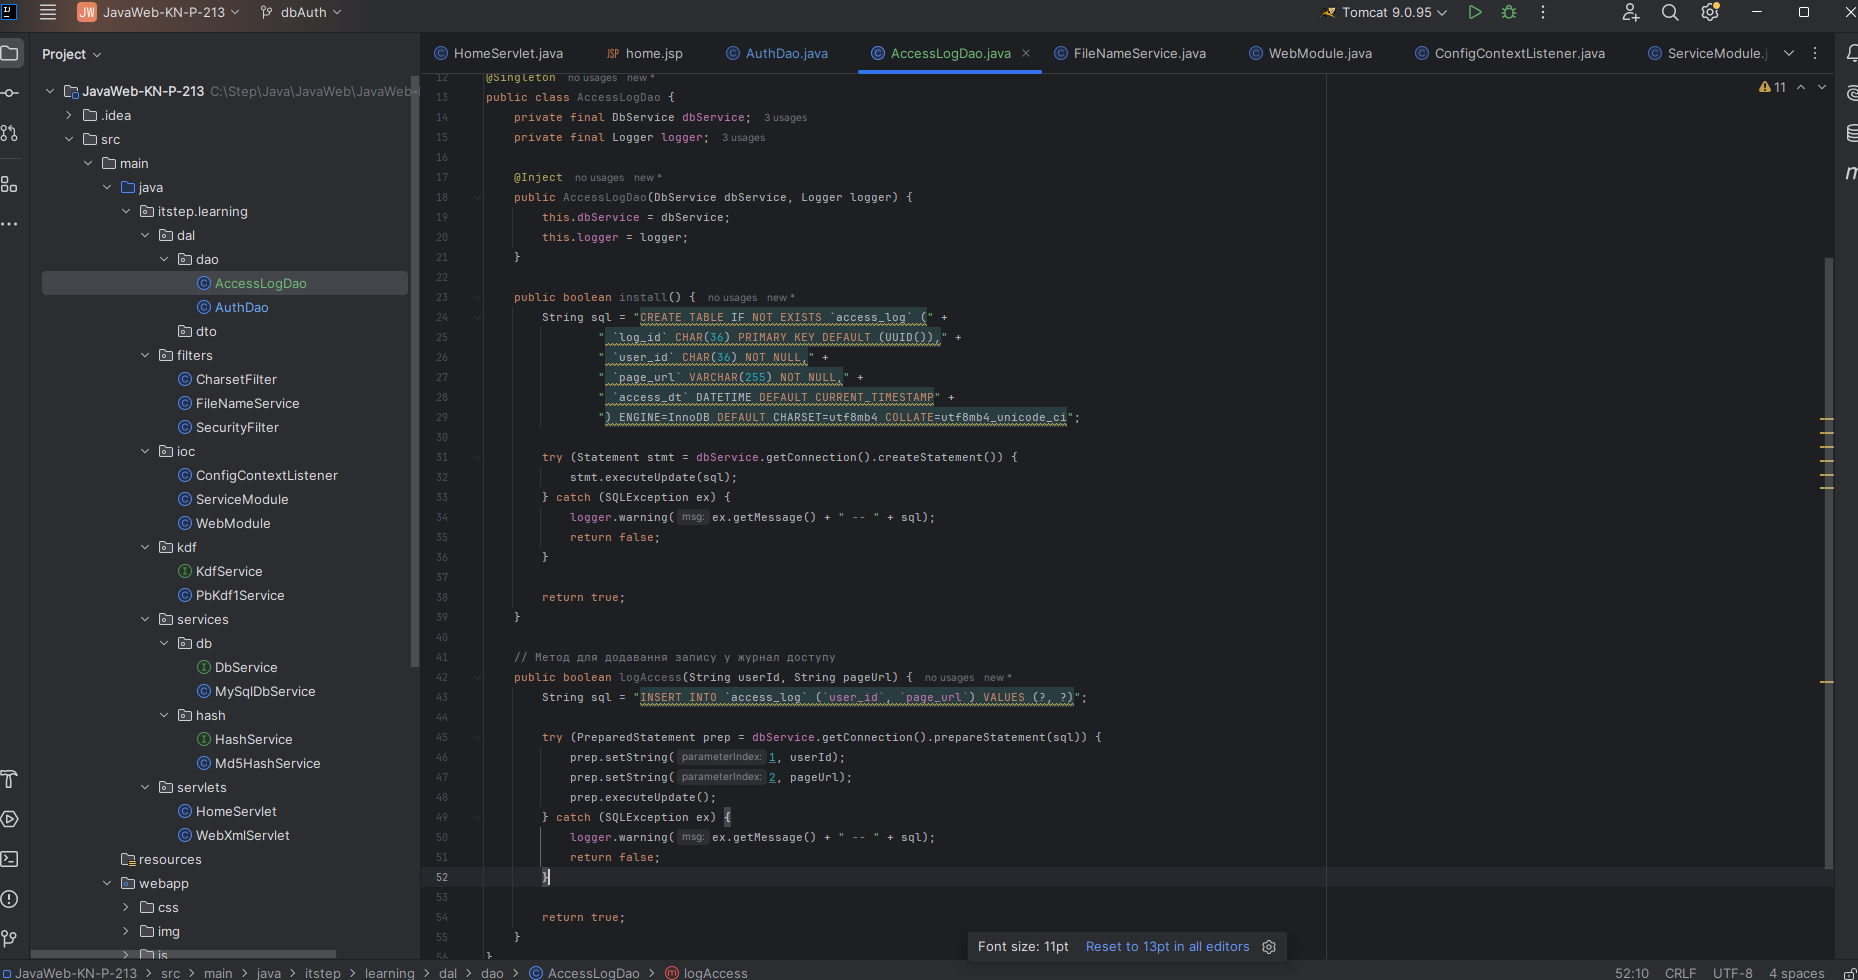 JW JavaWeb-KN-P-213 dbAuth Tomcat 9.0.95
Project
HomeServlet.java JSP home.jsp AuthDao.java AccessLogDao.java FileNameService.java WebModule.java ConfigContextListener.java ServiceModule.j
JavaWeb-KN-P-213 C:\Step\Java\JavaWeb\JavaWeb-
.idea
src
main
java
itstep.learning
dal
dao
AccessLogDao
AuthDao
dto
filters
CharsetFilter
FileNameService
SecurityFilter
ioc
ConfigContextListener
ServiceModule
WebModule
kdf
KdfService
PbKdf1Service
services
db
DbService
MySqlDbService
hash
HashService
Md5HashService
servlets
HomeServlet
WebXmlServlet
resources
webapp
css
img
js
11
12 @Singleton no usages new *
13 public class AccessLogDao {
14 private final DbService dbService; 3 usages
15 private final Logger logger; 3 usages
16
17 @Inject no usages new *
18 public AccessLogDao(DbService dbService, Logger logger) {
19 this.dbService = dbService;
20 this.logger = logger;
21 }
22
23 public boolean install() { no usages new *
24 String sql = "CREATE TABLE IF NOT EXISTS `access_log` (" +
25 " `log_id` CHAR(36) PRIMARY KEY DEFAULT (UUID())," +
26 " `user_id` CHAR(36) NOT NULL," +
27 " `page_url` VARCHAR(255) NOT NULL," +
28 " `access_dt` DATETIME DEFAULT CURRENT_TIMESTAMP" +
29 ") ENGINE=InnoDB DEFAULT CHARSET=utf8mb4 COLLATE=utf8mb4_unicode_ci";
30
31 try (Statement stmt = dbService.getConnection().createStatement()) {
32 stmt.executeUpdate(sql);
33 } catch (SQLException ex) {
34 logger.warning( msg: ex.getMessage() + " -- " + sql);
35 return false;
36 }
37
38 return true;
39 }
40
41 // Метод для додавання запису у журнал доступу
42 public boolean logAccess(String userId, String pageUrl) { no usages new *
43 String sql = "INSERT INTO `access_log` (`user_id`, `page_url`) VALUES (?, ?)";
44
45 try (PreparedStatement prep = dbService.getConnection().prepareStatement(sql)) {
46 prep.setString( parameterIndex: 1, userId);
47 prep.setString( parameterIndex: 2, pageUrl);
48 prep.executeUpdate();
49 } catch (SQLException ex) {
50 logger.warning( msg: ex.getMessage() + " -- " + sql);
51 return false;
52 }
53
54 return true;
55 }
56 }
Font size: 11pt Reset to 13pt in all editors
JavaWeb-KN-P-213 > src > main > java > itstep > learning > dal > dao > AccessLogDao > logAccess 52:10 CRLF UTF-8 4 spaces